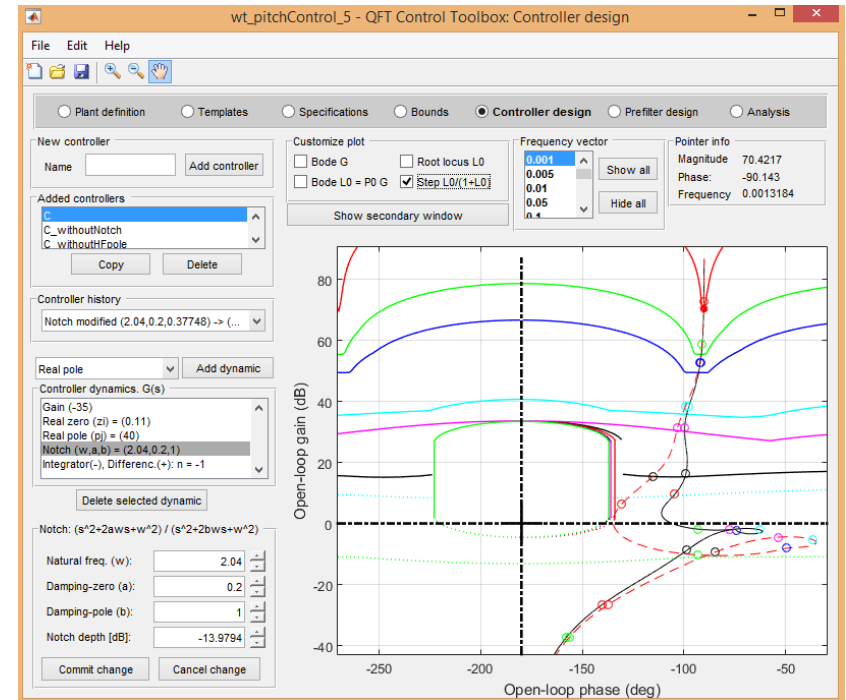 wt_pitchControl_5 - QFT Control Toolbox: Controller design
File Edit Help
Plant definition Templates Specifications Bounds Controller design Prefilter design Analysis
New controller
Name Add controller
Customize plot
Bode G Root locus L0
Bode L0 = P0 G Step L0/(1+L0)
Show secondary window
Frequency vector
0.001
0.005
0.01
0.05
0.1
Show all
Hide all
Pointer info
Magnitude 70.4217
Phase: -90.143
Frequency 0.0013184
Added controllers
C
C_withoutNotch
C_withoutHFpole
Copy Delete
Controller history
Notch modified (2.04,0.2,0.37748) -> (...
Real pole Add dynamic
Controller dynamics. G(s)
Gain (-35)
Real zero (zi) = (0.11)
Real pole (pj) = (40)
Notch (w,a,b) = (2.04,0.2,1)
Integrator(-), Differenc.(+): n = -1
Delete selected dynamic
Notch: (s^2+2aws+w^2) / (s^2+2bws+w^2)
Natural freq. (w): 2.04
Damping-zero (a): 0.2
Damping-pole (b): 1
Notch depth [dB]: -13.9794
Commit change Cancel change
Open-loop gain (dB)
80
60
40
20
0
-20
-40
-250 -200 -150 -100 -50
Open-loop phase (deg)